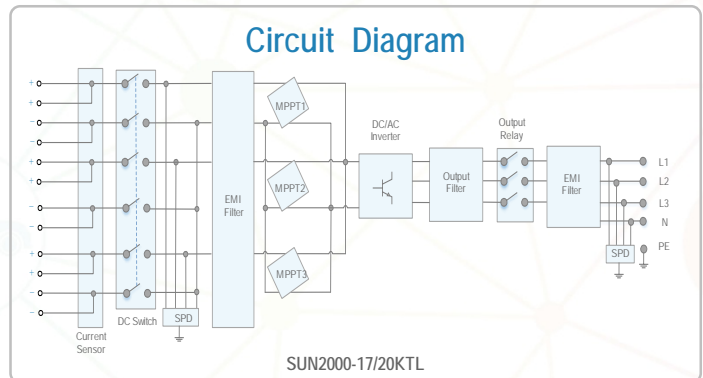 Circuit Diagram
+
+
−
−
+
+
−
−
+
+
−
−
Current
Sensor
DC Switch
SPD
EMI
Filter
MPPT1
MPPT2
MPPT3
DC/AC
Inverter
Output
Filter
Output
Relay
EMI
Filter
L1
L2
L3
N
PE
SPD
SUN2000-17/20KTL